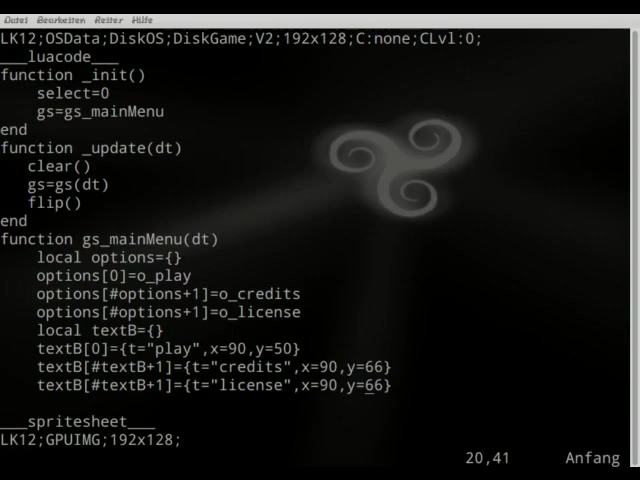 Datei Bearbeiten Reiter Hilfe
LK12;OSData;DiskOS;DiskGame;V2;192x128;C:none;CLvl:0;
___luacode___
function _init()
    select=0
    gs=gs_mainMenu
end
function _update(dt)
   clear()
   gs=gs(dt)
   flip()
end
function gs_mainMenu(dt)
    local options={}
    options[0]=o_play
    options[#options+1]=o_credits
    options[#options+1]=o_license
    local textB={}
    textB[0]={t="play",x=90,y=50}
    textB[#textB+1]={t="credits",x=90,y=66}
    textB[#textB+1]={t="license",x=90,y=66}
___spritesheet___
LK12;GPUIMG;192x128;
20,41 Anfang